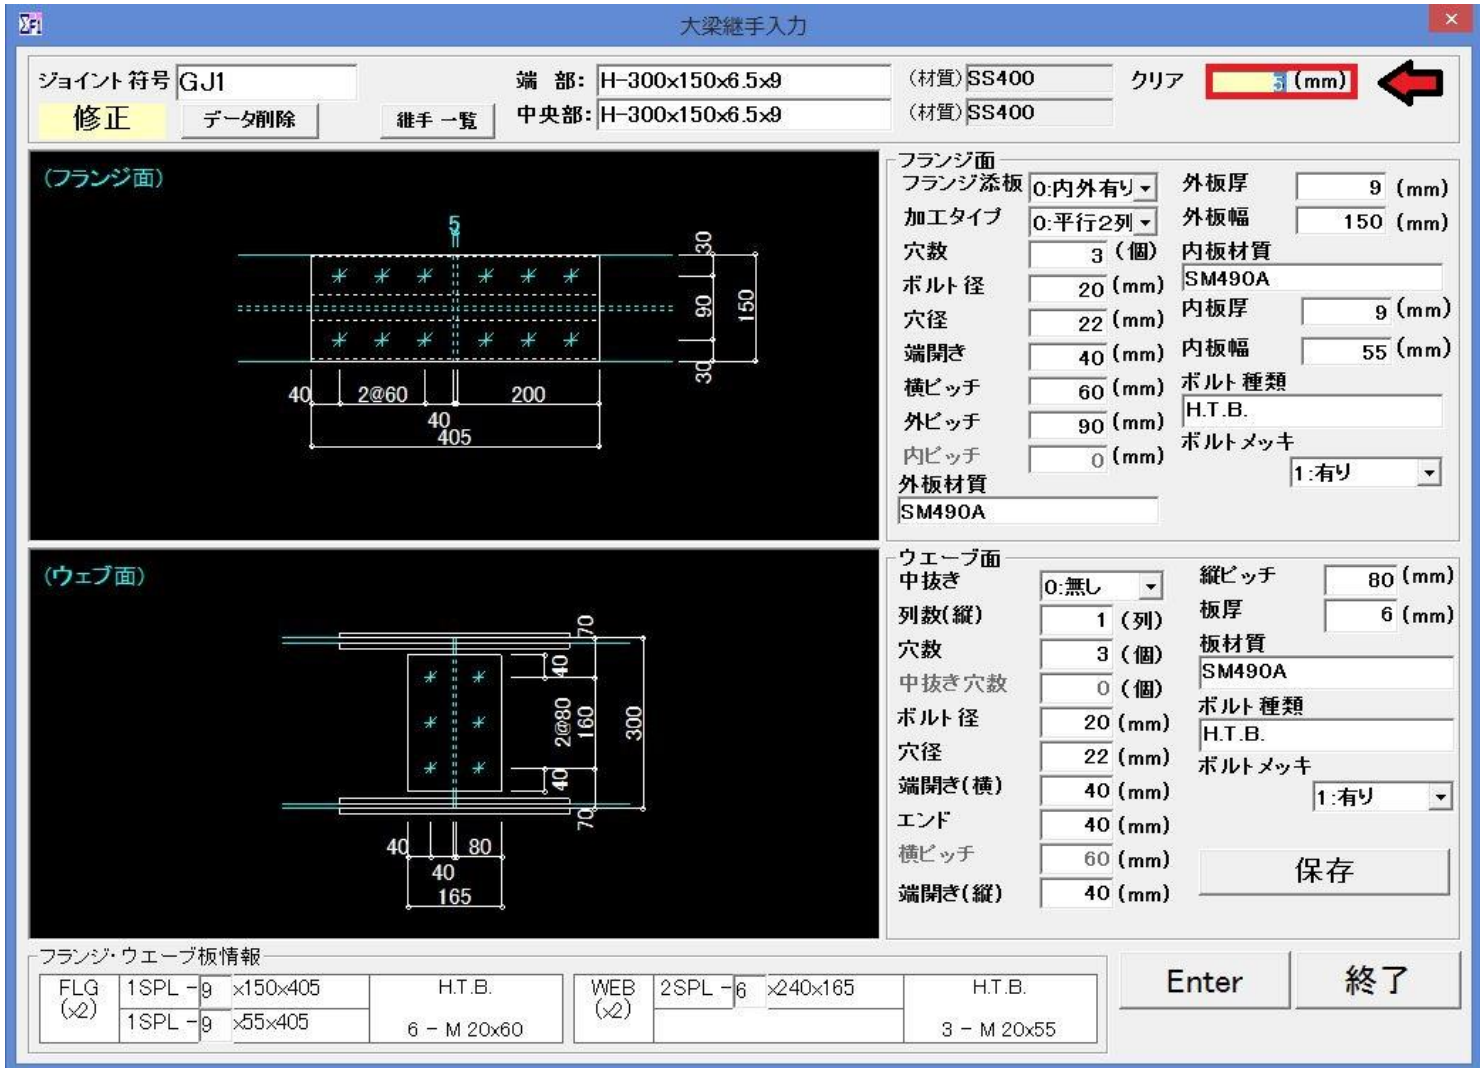 ΣF1
大梁継手入力
×
ジョイント符号 GJ1
端 部: H-300x150x6.5x9
(材質) SS400
クリア 5 (mm)
修正 データ削除 継手一覧
中央部: H-300x150x6.5x9
(材質) SS400
(フランジ面)
5
30
90
150
30
40 2@60 200
40
405
フランジ面
フランジ添板 0:内外有り
外板厚 9 (mm)
加工タイプ 0:平行2列
外板幅 150 (mm)
穴数 3 (個)
内板材質
SM490A
ボルト径 20 (mm)
内板厚 9 (mm)
穴径 22 (mm)
内板幅 55 (mm)
端開き 40 (mm)
ボルト種類
H.T.B.
横ピッチ 60 (mm)
外ピッチ 90 (mm)
ボルトメッキ
1:有り
内ピッチ 0 (mm)
外板材質
SM490A
(ウェブ面)
70
40
2@80
160
300
40
70
40 80
40
165
ウエーブ面
中抜き 0:無し
縦ピッチ 80 (mm)
列数(縦) 1 (列)
板厚 6 (mm)
穴数 3 (個)
板材質
SM490A
中抜き穴数 0 (個)
ボルト種類
H.T.B.
ボルト径 20 (mm)
穴径 22 (mm)
ボルトメッキ
1:有り
端開き(横) 40 (mm)
エンド 40 (mm)
横ピッチ 60 (mm)
端開き(縦) 40 (mm)
保存
フランジ・ウエーブ板情報
FLG (x2)
1SPL -9 x150x405
1SPL -9 x55x405
H.T.B.
6 - M 20x60
WEB (x2)
2SPL -6 x240x165
H.T.B.
3 - M 20x55
Enter
終了